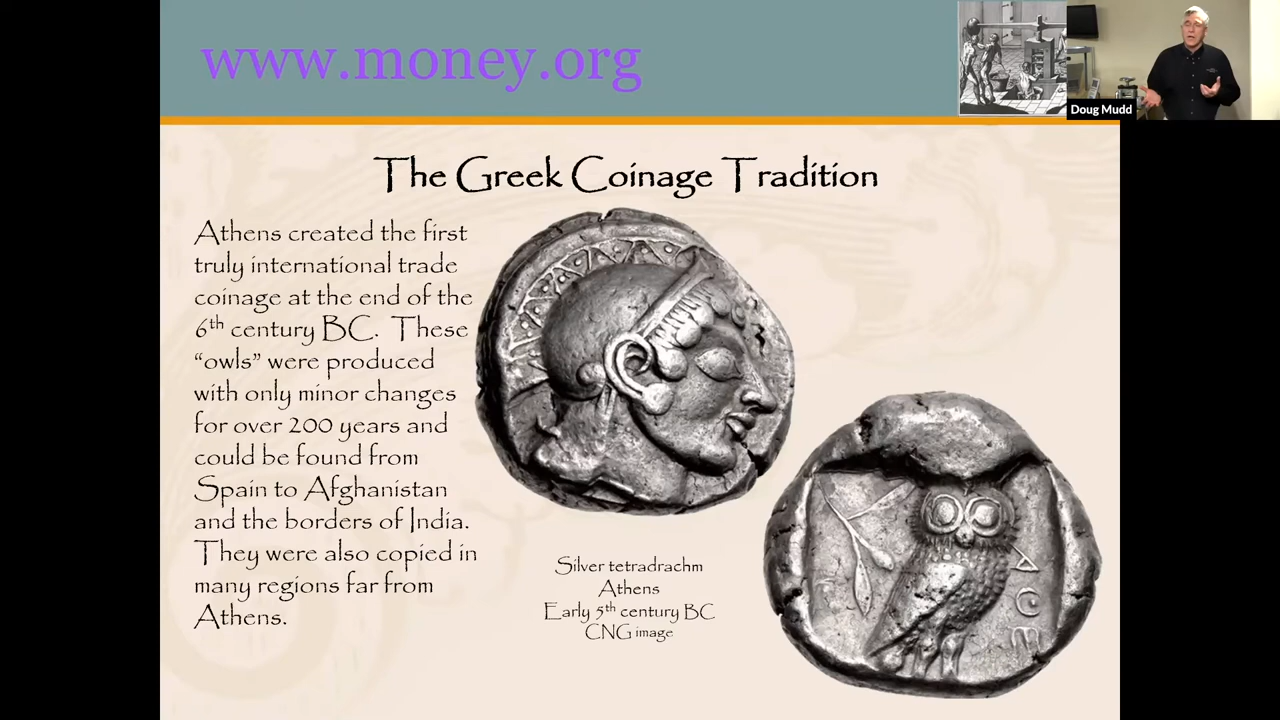 www.money.org
Doug Mudd
The Greek Coinage Tradition
Athens created the first
truly international trade
coinage at the end of the
6th century BC. These
“owls” were produced
with only minor changes
for over 200 years and
could be found from
Spain to Afghanistan
and the borders of India.
They were also copied in
many regions far from
Athens.
Silver tetradrachm
Athens
Early 5th century BC
CNG image